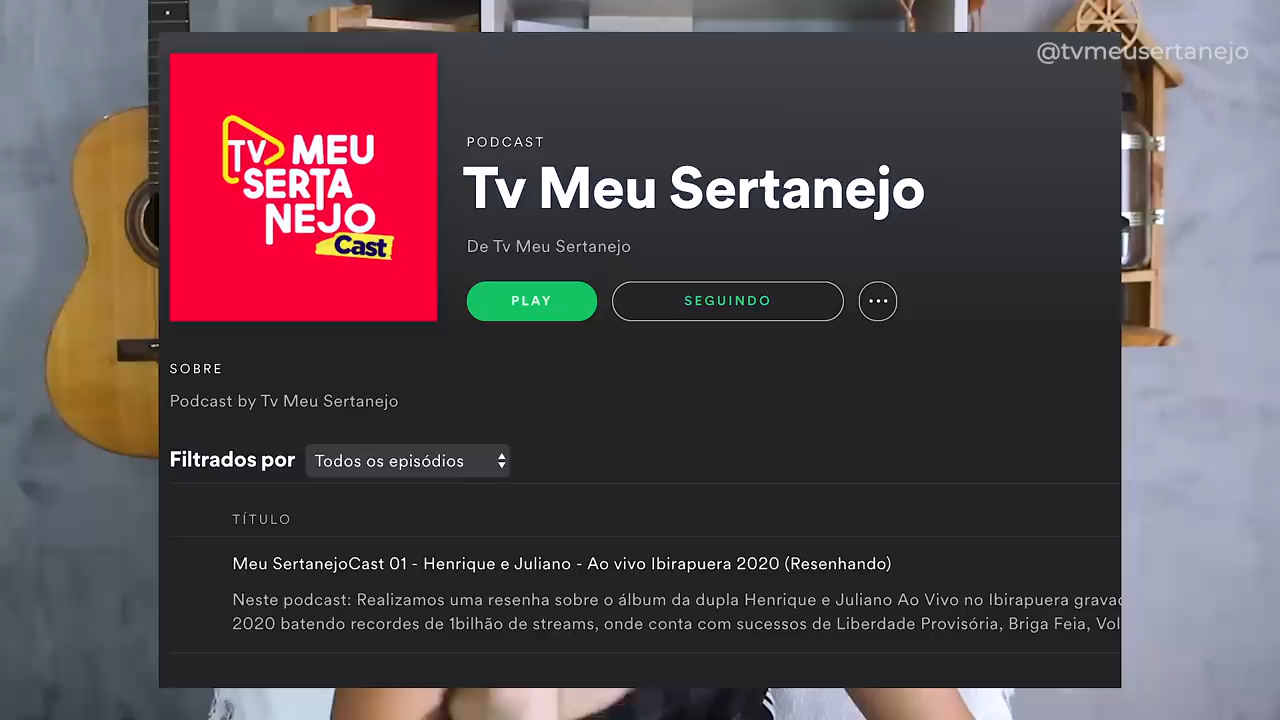 @tvmeusertanejo
TV MEU
SERTA
NEJO
Cast
PODCAST
Tv Meu Sertanejo
De Tv Meu Sertanejo
PLAY
SEGUINDO
SOBRE
Podcast by Tv Meu Sertanejo
Filtrados por
Todos os episódios
TÍTULO
Meu SertanejoCast 01 - Henrique e Juliano - Ao vivo Ibirapuera 2020 (Resenhando)
Neste podcast: Realizamos uma resenha sobre o álbum da dupla Henrique e Juliano Ao Vivo no Ibirapuera
2020 batendo recordes de 1bilhão de streams, onde conta com sucessos de Liberdade Provisória, Briga Feia,